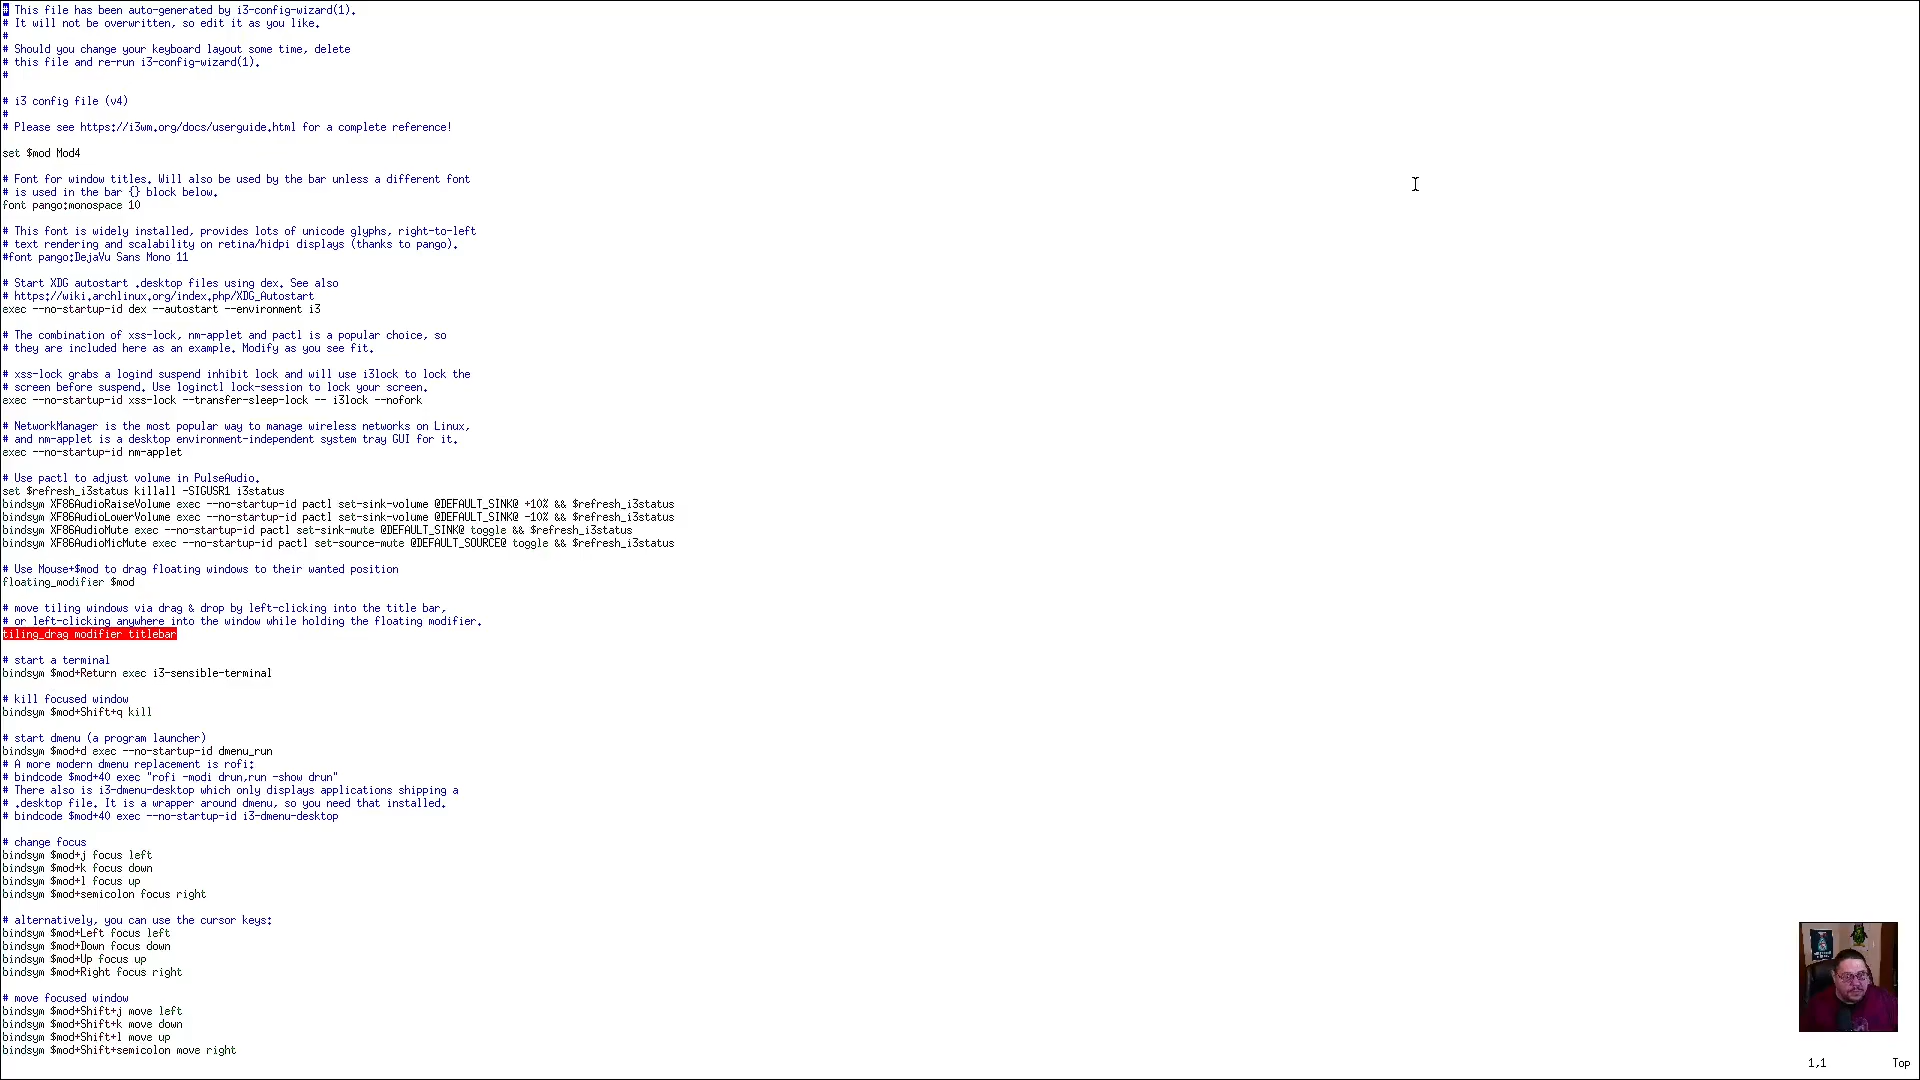 # This file has been auto-generated by i3-config-wizard(1).
# It will not be overwritten, so edit it as you like.
#
# Should you change your keyboard layout some time, delete
# this file and re-run i3-config-wizard(1).
#
# i3 config file (v4)
#
# Please see https://i3wm.org/docs/userguide.html for a complete reference!
set $mod Mod4
# Font for window titles. Will also be used by the bar unless a different font
# is used in the bar {} block below.
font pango:monospace 10
# This font is widely installed, provides lots of unicode glyphs, right-to-left
# text rendering and scalability on retina/hidpi displays (thanks to pango).
#font pango:DejaVu Sans Mono 11
# Start XDG autostart .desktop files using dex. See also
# https://wiki.archlinux.org/index.php/XDG_Autostart
exec --no-startup-id dex --autostart --environment i3
# The combination of xss-lock, nm-applet and pactl is a popular choice, so
# they are included here as an example. Modify as you see fit.
# xss-lock grabs a logind suspend inhibit lock and will use i3lock to lock the
# screen before suspend. Use loginctl lock-session to lock your screen.
exec --no-startup-id xss-lock --transfer-sleep-lock -- i3lock --nofork
# NetworkManager is the most popular way to manage wireless networks on Linux,
# and nm-applet is a desktop environment-independent system tray GUI for it.
exec --no-startup-id nm-applet
# Use pactl to adjust volume in PulseAudio.
set $refresh_i3status killall -SIGUSR1 i3status
bindsym XF86AudioRaiseVolume exec --no-startup-id pactl set-sink-volume @DEFAULT_SINK@ +10% && $refresh_i3status
bindsym XF86AudioLowerVolume exec --no-startup-id pactl set-sink-volume @DEFAULT_SINK@ -10% && $refresh_i3status
bindsym XF86AudioMute exec --no-startup-id pactl set-sink-mute @DEFAULT_SINK@ toggle && $refresh_i3status
bindsym XF86AudioMicMute exec --no-startup-id pactl set-source-mute @DEFAULT_SOURCE@ toggle && $refresh_i3status
# Use Mouse+$mod to drag floating windows to their wanted position
floating_modifier $mod
# move tiling windows via drag & drop by left-clicking into the title bar,
# or left-clicking anywhere into the window while holding the floating modifier.
tiling_drag modifier titlebar
# start a terminal
bindsym $mod+Return exec i3-sensible-terminal
# kill focused window
bindsym $mod+Shift+q kill
# start dmenu (a program launcher)
bindsym $mod+d exec --no-startup-id dmenu_run
# A more modern dmenu replacement is rofi:
# bindcode $mod+40 exec "rofi -modi drun,run -show drun"
# There also is i3-dmenu-desktop which only displays applications shipping a
# .desktop file. It is a wrapper around dmenu, so you need that installed.
# bindcode $mod+40 exec --no-startup-id i3-dmenu-desktop
# change focus
bindsym $mod+j focus left
bindsym $mod+k focus down
bindsym $mod+l focus up
bindsym $mod+semicolon focus right
# alternatively, you can use the cursor keys:
bindsym $mod+Left focus left
bindsym $mod+Down focus down
bindsym $mod+Up focus up
bindsym $mod+Right focus right
# move focused window
bindsym $mod+Shift+j move left
bindsym $mod+Shift+k move down
bindsym $mod+Shift+l move up
bindsym $mod+Shift+semicolon move right
1,1 Top